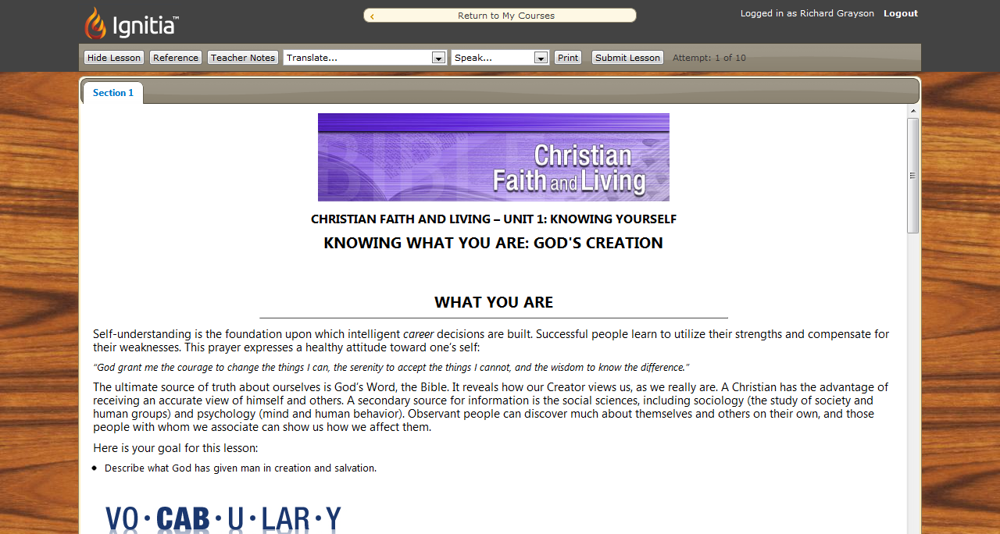 Ignitia™
‹ Return to My Courses
Logged in as Richard Grayson Logout
Hide Lesson Reference Teacher Notes Translate... Speak... Print Submit Lesson Attempt: 1 of 10
Section 1
BIBLE
Christian
Faith and Living
CHRISTIAN FAITH AND LIVING – UNIT 1: KNOWING YOURSELF
KNOWING WHAT YOU ARE: GOD'S CREATION
WHAT YOU ARE
Self-understanding is the foundation upon which intelligent career decisions are built. Successful people learn to utilize their strengths and compensate for
their weaknesses. This prayer expresses a healthy attitude toward one’s self:
“God grant me the courage to change the things I can, the serenity to accept the things I cannot, and the wisdom to know the difference.”
The ultimate source of truth about ourselves is God’s Word, the Bible. It reveals how our Creator views us, as we really are. A Christian has the advantage of
receiving an accurate view of himself and others. A secondary source for information is the social sciences, including sociology (the study of society and
human groups) and psychology (mind and human behavior). Observant people can discover much about themselves and others on their own, and those
people with whom we associate can show us how we affect them.
Here is your goal for this lesson:
• Describe what God has given man in creation and salvation.
VO·CAB·U·LAR·Y